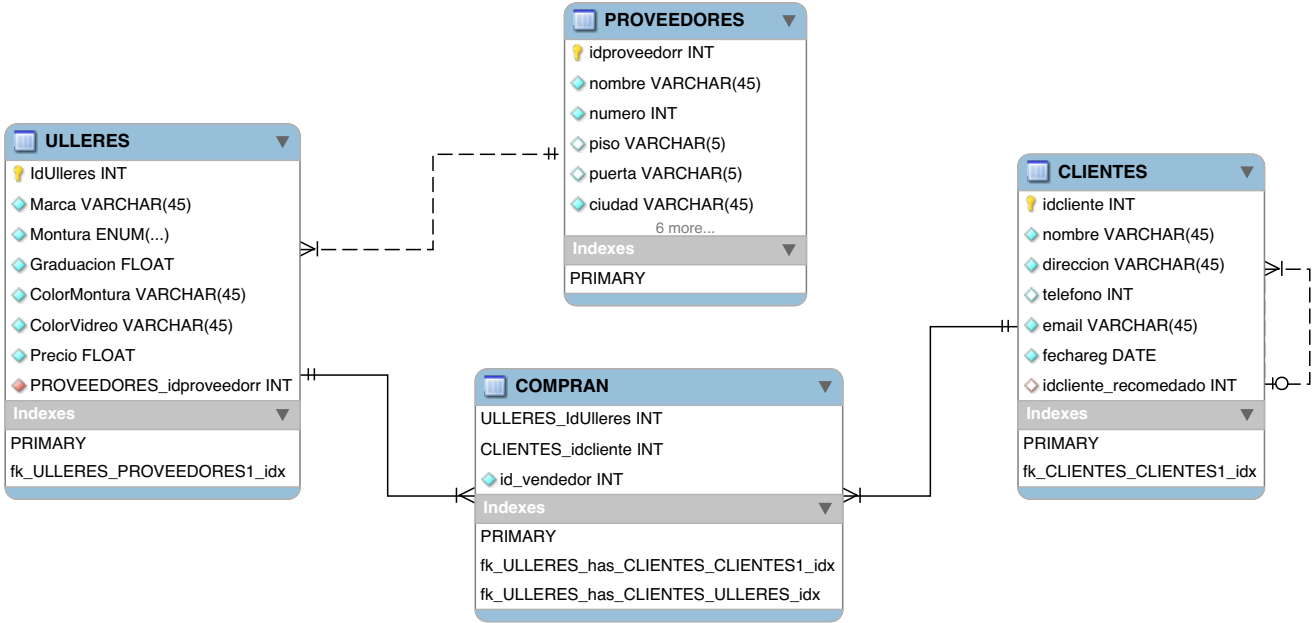 PROVEEDORES
idproveedorr INT
nombre VARCHAR(45)
numero INT
piso VARCHAR(5)
puerta VARCHAR(5)
ciudad VARCHAR(45)
6 more...
Indexes
PRIMARY
ULLERES
IdUlleres INT
Marca VARCHAR(45)
Montura ENUM(...)
Graduacion FLOAT
ColorMontura VARCHAR(45)
ColorVidreo VARCHAR(45)
Precio FLOAT
PROVEEDORES_idproveedorr INT
Indexes
PRIMARY
fk_ULLERES_PROVEEDORES1_idx
CLIENTES
idcliente INT
nombre VARCHAR(45)
direccion VARCHAR(45)
telefono INT
email VARCHAR(45)
fechareg DATE
idcliente_recomedado INT
Indexes
PRIMARY
fk_CLIENTES_CLIENTES1_idx
COMPRAN
ULLERES_IdUlleres INT
CLIENTES_idcliente INT
id_vendedor INT
Indexes
PRIMARY
fk_ULLERES_has_CLIENTES_CLIENTES1_idx
fk_ULLERES_has_CLIENTES_ULLERES_idx